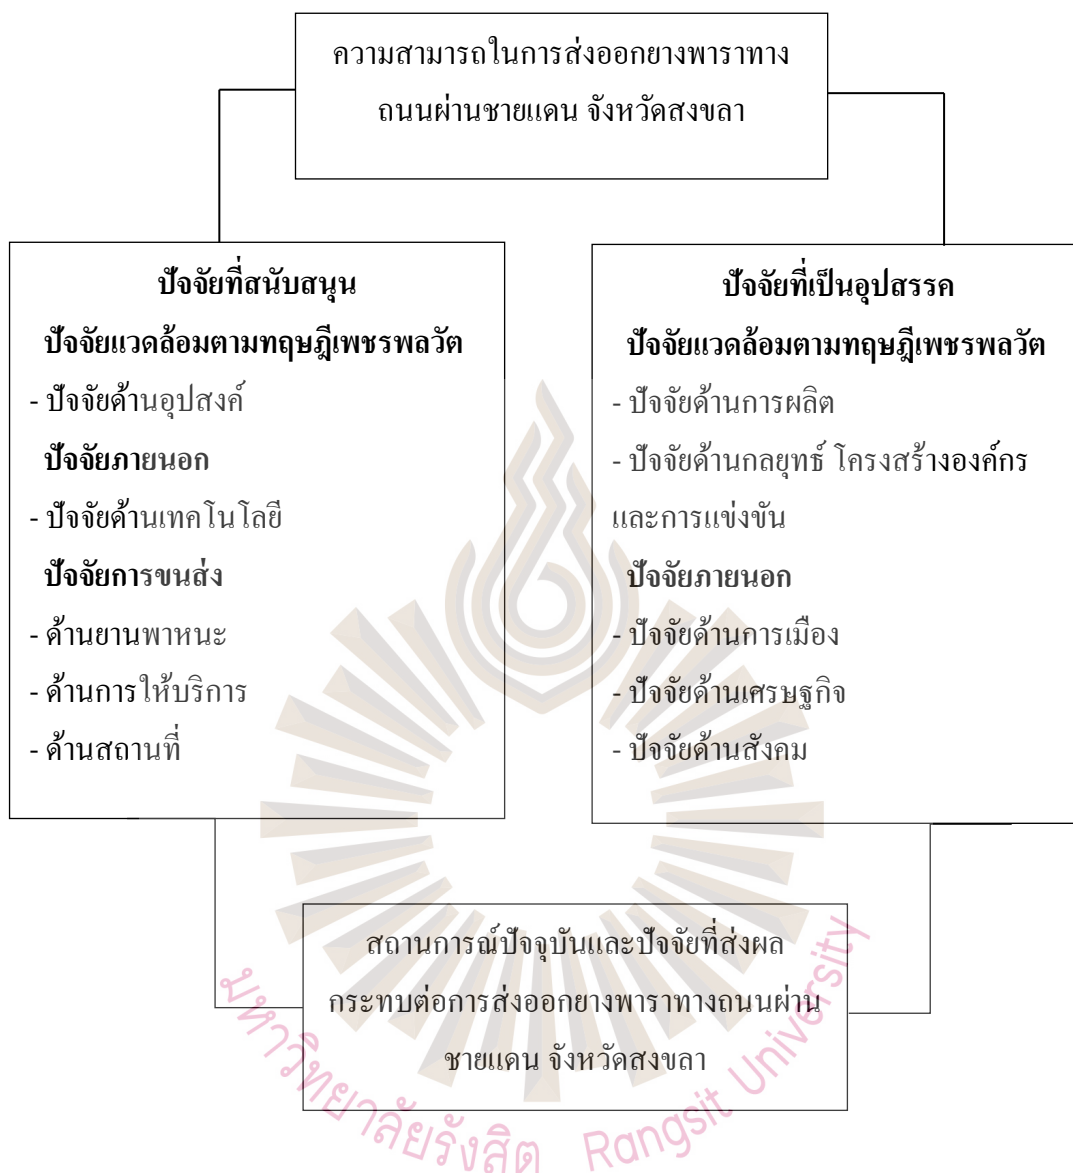 ความสามารถในการส่งออกยางพาราทาง
ถนนผ่านชายแดน จังหวัดสงขลา
ปัจจัยที่สนับสนุน
ปัจจัยแวดล้อมตามทฤษฎีเพชรพลวัต
- ปัจจัยด้านอุปสงค์
ปัจจัยภายนอก
- ปัจจัยด้านเทคโนโลยี
ปัจจัยการขนส่ง
- ด้านยานพาหนะ
- ด้านการให้บริการ
- ด้านสถานที่
ปัจจัยที่เป็นอุปสรรค
ปัจจัยแวดล้อมตามทฤษฎีเพชรพลวัต
- ปัจจัยด้านการผลิต
- ปัจจัยด้านกลยุทธ์ โครงสร้างองค์กร
และการแข่งขัน
ปัจจัยภายนอก
- ปัจจัยด้านการเมือง
- ปัจจัยด้านเศรษฐกิจ
- ปัจจัยด้านสังคม
สถานการณ์ปัจจุบันและปัจจัยที่ส่งผล
กระทบต่อการส่งออกยางพาราทางถนนผ่าน
ชายแดน จังหวัดสงขลา
มหาวิทยาลัยรังสิต Rangsit University